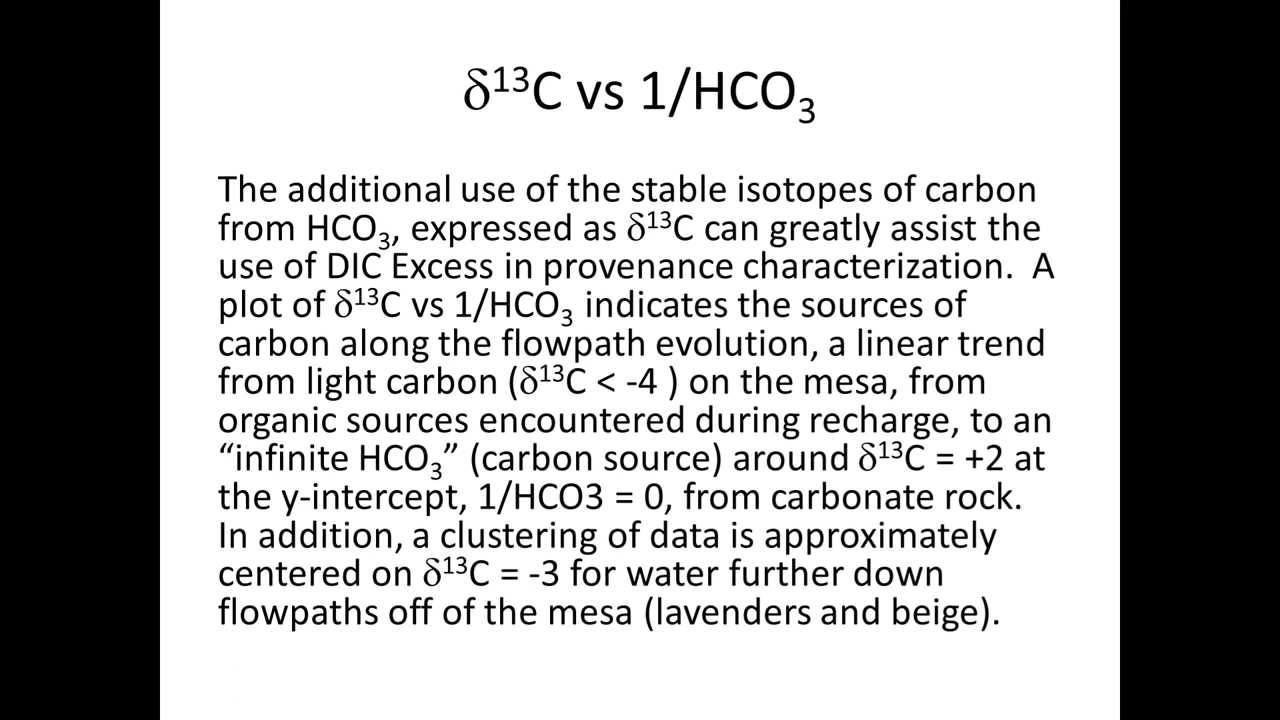 δ¹³C vs 1/HCO₃
The additional use of the stable isotopes of carbon
from HCO₃, expressed as δ¹³C can greatly assist the
use of DIC Excess in provenance characterization.  A
plot of δ¹³C vs 1/HCO₃ indicates the sources of
carbon along the flowpath evolution, a linear trend
from light carbon (δ¹³C < -4 ) on the mesa, from
organic sources encountered during recharge, to an
“infinite HCO₃” (carbon source) around δ¹³C = +2 at
the y-intercept, 1/HCO3 = 0, from carbonate rock.
In addition, a clustering of data is approximately
centered on δ¹³C = -3 for water further down
flowpaths off of the mesa (lavenders and beige).